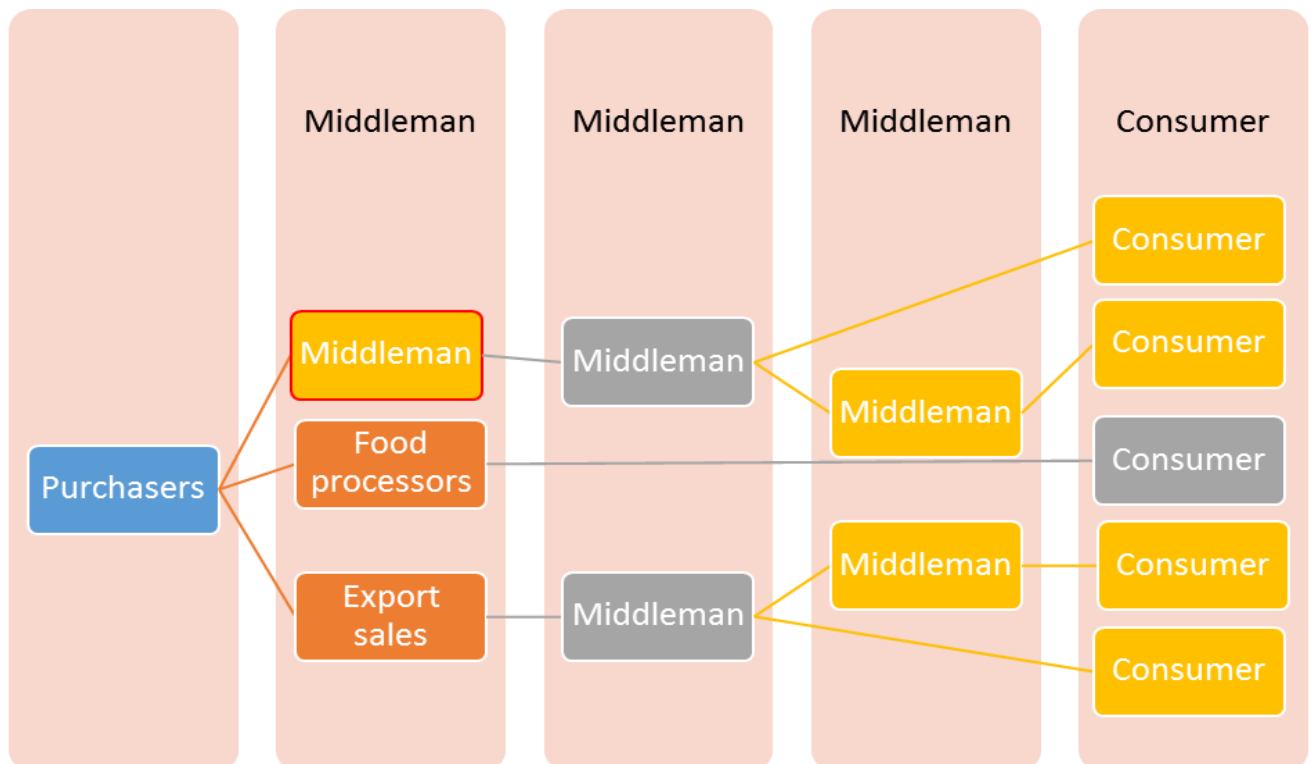 Middleman
Middleman
Middleman
Consumer
Purchasers
Middleman
Food
processors
Export
sales
Middleman
Middleman
Middleman
Middleman
Consumer
Consumer
Consumer
Consumer
Consumer